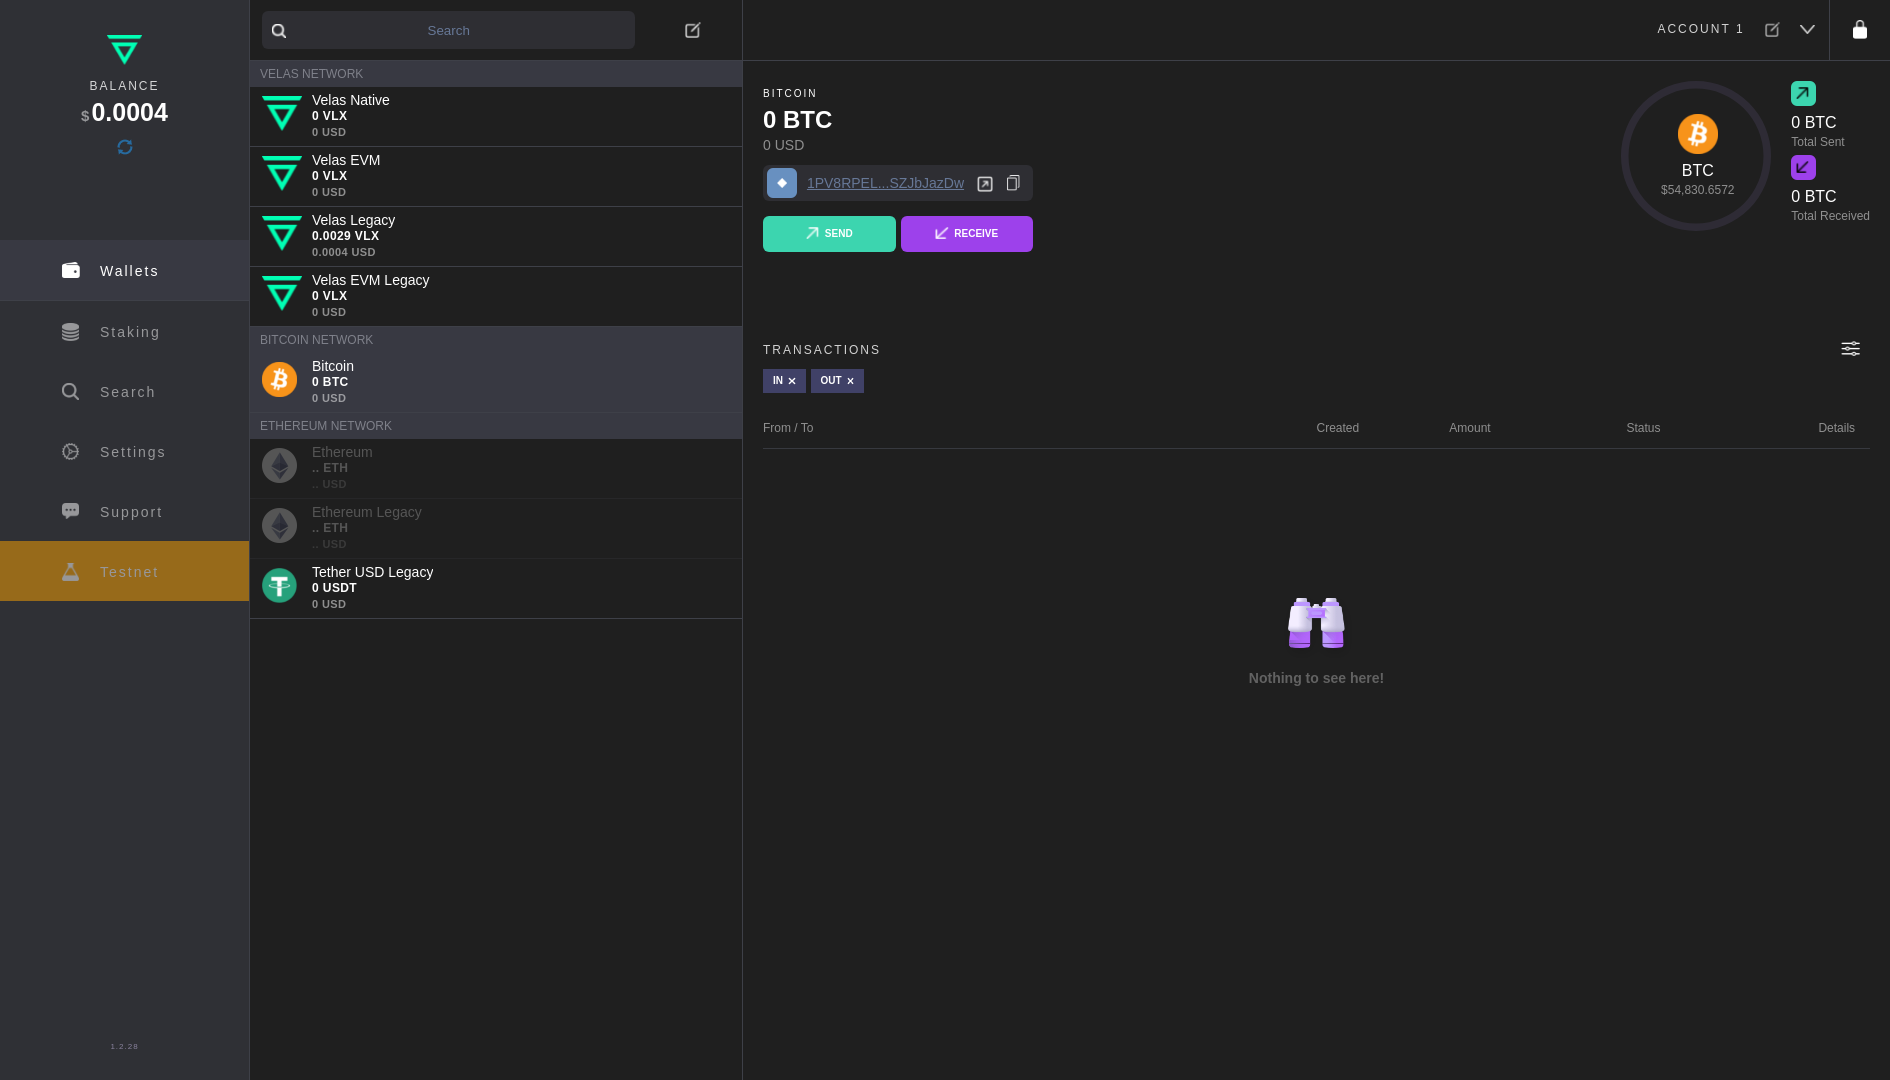 BALANCE
$0.0004
Wallets
Staking
Search
Settings
Support
Testnet
1.2.28
Search
VELAS NETWORK
Velas Native
0 VLX
0 USD
Velas EVM
0 VLX
0 USD
Velas Legacy
0.0029 VLX
0.0004 USD
Velas EVM Legacy
0 VLX
0 USD
BITCOIN NETWORK
Bitcoin
0 BTC
0 USD
ETHEREUM NETWORK
Ethereum
.. ETH
.. USD
Ethereum Legacy
.. ETH
.. USD
Tether USD Legacy
0 USDT
0 USD
ACCOUNT 1
BITCOIN
0 BTC
0 USD
1PV8RPEL...SZJbJazDw
SEND RECEIVE
BTC
$54,830.6572
0 BTC
Total Sent
0 BTC
Total Received
TRANSACTIONS
IN × OUT ×
From / To Created Amount Status Details
Nothing to see here!